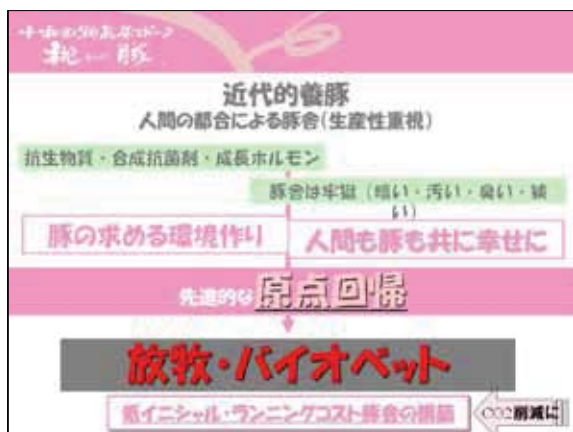 近代的養豚
人間の都合による豚舎(生産性重視)
抗生物質・合成抗菌剤・成長ホルモン
豚舎は牢獄(暗い・汚い・臭い・
い)
豚の求める環境作り
人間も豚も共に幸せに
先進的な原点回帰
放牧・バイオベット
低イニシャル・ランニングコスト豚舎の構築
CO2削減に